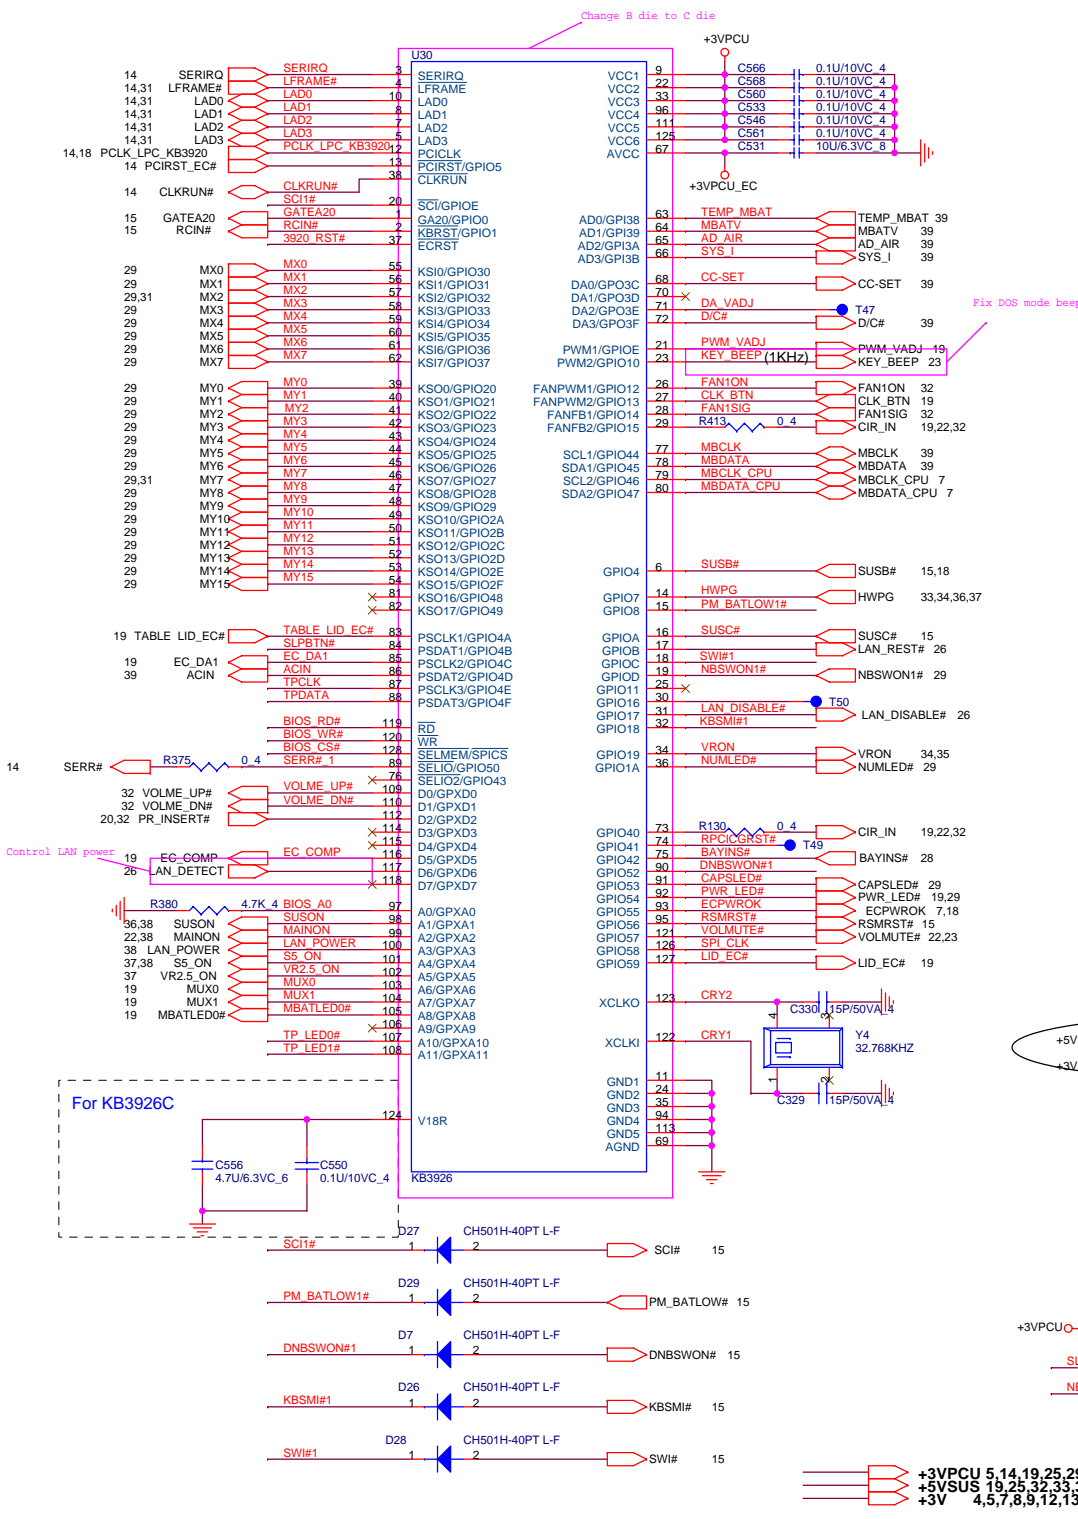 Change B die to C die
+3VPCU
U30
14 SERIRQ SERIRQ 3 SERIRQ
14,31 LFRAME# LFRAME# 4 LFRAME
14,31 LAD0 LAD0 10 LAD0
14,31 LAD1 LAD1 8 LAD1
14,31 LAD2 LAD2 7 LAD2
14,31 LAD3 LAD3 5 LAD3
14,18 PCLK_LPC_KB3920 PCLK_LPC_KB3920 12 PCICLK
14 PCIRST_EC# 13 PCIRST/GPIO5
14 CLKRUN# CLKRUN# 38 CLKRUN
SCI1# 20 SCI/GPIOE
15 GATEA20 GATEA20 1 GA20/GPIO0
15 RCIN# RCIN# 2 KBRST/GPIO1
3920_RST# 37 ECRST
29 MX0 MX0 55 KSI0/GPIO30
29 MX1 MX1 56 KSI1/GPIO31
29,31 MX2 MX2 57 KSI2/GPIO32
29 MX3 MX3 58 KSI3/GPIO33
29 MX4 MX4 59 KSI4/GPIO34
29 MX5 MX5 60 KSI5/GPIO35
29 MX6 MX6 61 KSI6/GPIO36
29 MX7 MX7 62 KSI7/GPIO37
29 MY0 MY0 39 KSO0/GPIO20
29 MY1 MY1 40 KSO1/GPIO21
29 MY2 MY2 41 KSO2/GPIO22
29 MY3 MY3 42 KSO3/GPIO23
29 MY4 MY4 43 KSO4/GPIO24
29 MY5 MY5 44 KSO5/GPIO25
29 MY6 MY6 45 KSO6/GPIO26
29,31 MY7 MY7 46 KSO7/GPIO27
29 MY8 MY8 47 KSO8/GPIO28
29 MY9 MY9 48 KSO9/GPIO29
29 MY10 MY10 49 KSO10/GPIO2A
29 MY11 MY11 50 KSO11/GPIO2B
29 MY12 MY12 51 KSO12/GPIO2C
29 MY13 MY13 52 KSO13/GPIO2D
29 MY14 MY14 53 KSO14/GPIO2E
29 MY15 MY15 54 KSO15/GPIO2F
81 KSO16/GPIO48
82 KSO17/GPIO49
19 TABLE LID_EC# TABLE_LID_EC# 83 PSCLK1/GPIO4A
SLPBTN# 84 PSDAT1/GPIO4B
19 EC_DA1 EC_DA1 85 PSCLK2/GPIO4C
39 ACIN ACIN 86 PSDAT2/GPIO4D
TPCLK 87 PSCLK3/GPIO4E
TPDATA 88 PSDAT3/GPIO4F
BIOS_RD# 119 RD
BIOS_WR# 120 WR
BIOS_CS# 128 SELMEM/SPICS
14 SERR# R375 0_4 SERR#_1 89 SELIO/GPIO50
76 SELIO2/GPIO43
32 VOLME_UP# VOLME_UP# 109 D0/GPXD0
32 VOLME_DN# VOLME_DN# 110 D1/GPXD1
20,32 PR_INSERT# 112 D2/GPXD2
114 D3/GPXD3
115 D4/GPXD4
Control LAN power
19 EC_COMP EC_COMP 116 D5/GPXD5
26 LAN_DETECT 117 D6/GPXD6
118 D7/GPXD7
R380 4.7K_4 BIOS_A0 97 A0/GPXA0
36,38 SUSON SUSON 98 A1/GPXA1
22,38 MAINON MAINON 99 A2/GPXA2
38 LAN_POWER LAN_POWER 100 A3/GPXA3
37,38 S5_ON S5_ON 101 A4/GPXA4
37 VR2.5_ON VR2.5_ON 102 A5/GPXA5
19 MUX0 MUX0 103 A6/GPXA6
19 MUX1 MUX1 104 A7/GPXA7
19 MBATLED0# MBATLED0# 105 A8/GPXA8
106 A9/GPXA9
TP_LED0# 107 A10/GPXA10
TP_LED1# 108 A11/GPXA11
For KB3926C
124 V18R
C556 4.7U/6.3VC_6
C550 0.1U/10VC_4
KB3926
VCC1 9 C566 0.1U/10VC_4
VCC2 22 C568 0.1U/10VC_4
VCC3 33 C560 0.1U/10VC_4
VCC4 96 C533 0.1U/10VC_4
VCC5 111 C546 0.1U/10VC_4
VCC6 125 C561 0.1U/10VC_4
AVCC 67 C531 10U/6.3VC_8
+3VPCU_EC
AD0/GPI38 63 TEMP_MBAT TEMP_MBAT 39
AD1/GPI39 64 MBATV MBATV 39
AD2/GPI3A 65 AD_AIR AD_AIR 39
AD3/GPI3B 66 SYS_I SYS_I 39
DA0/GPO3C 68 CC-SET CC-SET 39
DA1/GPO3D 70
DA2/GPO3E 71 DA_VADJ T47
DA3/GPO3F 72 D/C# D/C# 39
Fix DOS mode beep
PWM1/GPIOE 21 PWM_VADJ PWM_VADJ 19
PWM2/GPIO10 23 KEY_BEEP (1KHz) KEY_BEEP 23
FANPWM1/GPIO12 26 FAN1ON FAN1ON 32
FANPWM2/GPIO13 27 CLK_BTN CLK_BTN 19
FANFB1/GPIO14 28 FAN1SIG FAN1SIG 32
FANFB2/GPIO15 29 R413 0_4 CIR_IN 19,22,32
SCL1/GPIO44 77 MBCLK MBCLK 39
SDA1/GPIO45 78 MBDATA MBDATA 39
SCL2/GPIO46 79 MBCLK_CPU MBCLK_CPU 7
SDA2/GPIO47 80 MBDATA_CPU MBDATA_CPU 7
GPIO4 6 SUSB# SUSB# 15,18
GPIO7 14 HWPG HWPG 33,34,36,37
GPIO8 15 PM_BATLOW1#
GPIOA 16 SUSC# SUSC# 15
GPIOB 17 LAN_REST# 26
GPIOC 18 SWI#1
GPIOD 19 NBSWON1# NBSWON1# 29
GPIO11 25
GPIO16 30 T50
GPIO17 31 LAN_DISABLE# LAN_DISABLE# 26
GPIO18 32 KBSMI#1
GPIO19 34 VRON VRON 34,35
GPIO1A 36 NUMLED# NUMLED# 29
GPIO40 73 R130 0_4 CIR_IN 19,22,32
GPIO41 74 RPCICGRST# T49
GPIO42 75 BAYINS# BAYINS# 28
GPIO52 90 DNBSWON#1
GPIO53 91 CAPSLED# CAPSLED# 29
GPIO54 92 PWR_LED# PWR_LED# 19,29
GPIO55 93 ECPWROK ECPWROK 7,18
GPIO56 95 RSMRST# RSMRST# 15
GPIO57 121 VOLMUTE# VOLMUTE# 22,23
GPIO58 126 SPI_CLK
GPIO59 127 LID_EC# LID_EC# 19
XCLKO 123 CRY2 C330 15P/50VA_4
4 3
XCLKI 122 CRY1 Y4 32.768KHZ
1 2
C329 15P/50VA_4
GND1 11
GND2 24
GND3 35
GND4 94
GND5 113
AGND 69
+5V
+3V
SCI1# D27 1 2 CH501H-40PT L-F SCI# 15
PM_BATLOW1# D29 1 2 CH501H-40PT L-F PM_BATLOW# 15
DNBSWON#1 D7 1 2 CH501H-40PT L-F DNBSWON# 15
KBSMI#1 D26 1 2 CH501H-40PT L-F KBSMI# 15
SWI#1 D28 1 2 CH501H-40PT L-F SWI# 15
+3VPCU
+3VPCU 5,14,19,25,29
+5VSUS 19,25,32,33,
+3V 4,5,7,8,9,12,13